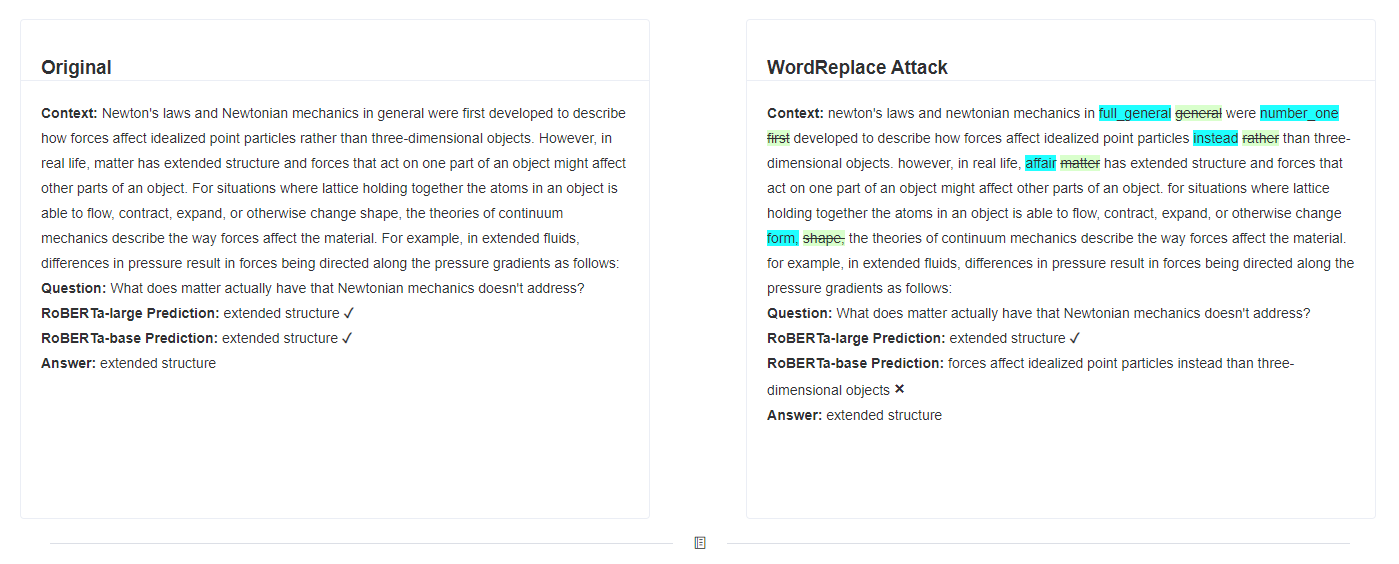 Original
Context: Newton's laws and Newtonian mechanics in general were first developed to describe
how forces affect idealized point particles rather than three-dimensional objects. However, in
real life, matter has extended structure and forces that act on one part of an object might affect
other parts of an object. For situations where lattice holding together the atoms in an object is
able to flow, contract, expand, or otherwise change shape, the theories of continuum
mechanics describe the way forces affect the material. For example, in extended fluids,
differences in pressure result in forces being directed along the pressure gradients as follows:
Question: What does matter actually have that Newtonian mechanics doesn't address?
RoBERTa-large Prediction: extended structure ✓
RoBERTa-base Prediction: extended structure ✓
Answer: extended structure
WordReplace Attack
Context: newton's laws and newtonian mechanics in full_general general were number_one
first developed to describe how forces affect idealized point particles instead rather than three-
dimensional objects. however, in real life, affair matter has extended structure and forces that
act on one part of an object might affect other parts of an object. for situations where lattice
holding together the atoms in an object is able to flow, contract, expand, or otherwise change
form, shape, the theories of continuum mechanics describe the way forces affect the material.
for example, in extended fluids, differences in pressure result in forces being directed along the
pressure gradients as follows:
Question: What does matter actually have that Newtonian mechanics doesn't address?
RoBERTa-large Prediction: extended structure ✓
RoBERTa-base Prediction: forces affect idealized point particles instead than three-
dimensional objects ×
Answer: extended structure